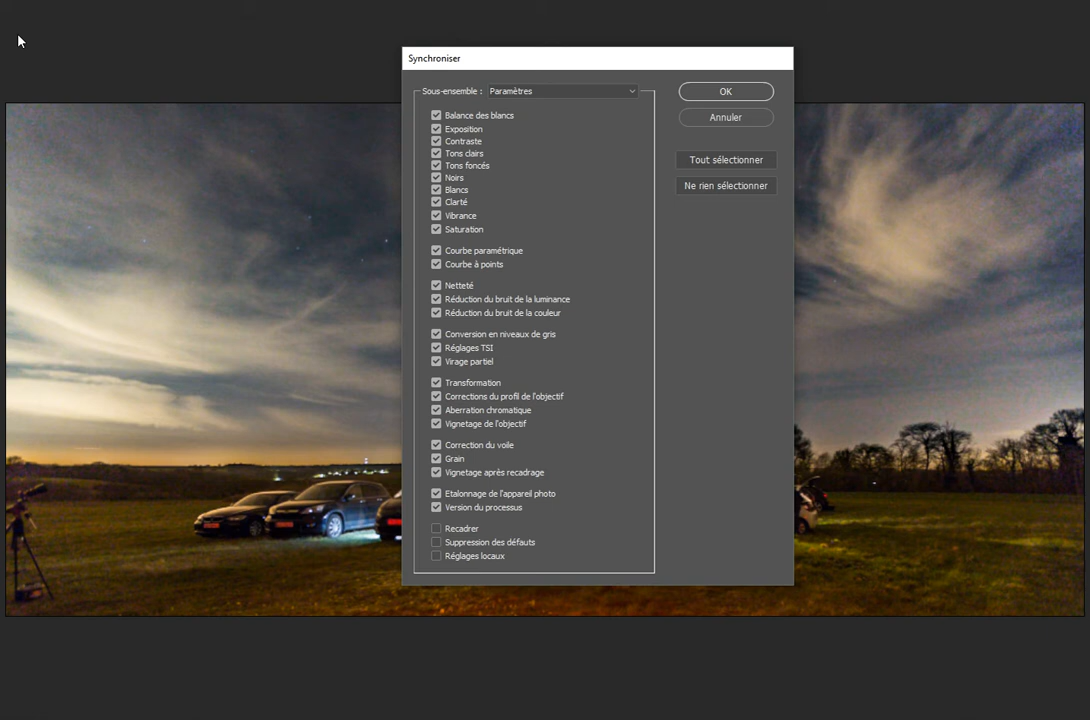 Synchroniser
Sous-ensemble : Paramètres
OK
Annuler
Tout sélectionner
Ne rien sélectionner
Balance des blancs
Exposition
Contraste
Tons clairs
Tons foncés
Noirs
Blancs
Clarté
Vibrance
Saturation
Courbe paramétrique
Courbe à points
Netteté
Réduction du bruit de la luminance
Réduction du bruit de la couleur
Conversion en niveaux de gris
Réglages TSI
Virage partiel
Transformation
Corrections du profil de l'objectif
Aberration chromatique
Vignetage de l'objectif
Correction du voile
Grain
Vignetage après recadrage
Etalonnage de l'appareil photo
Version du processus
Recadrer
Suppression des défauts
Réglages locaux